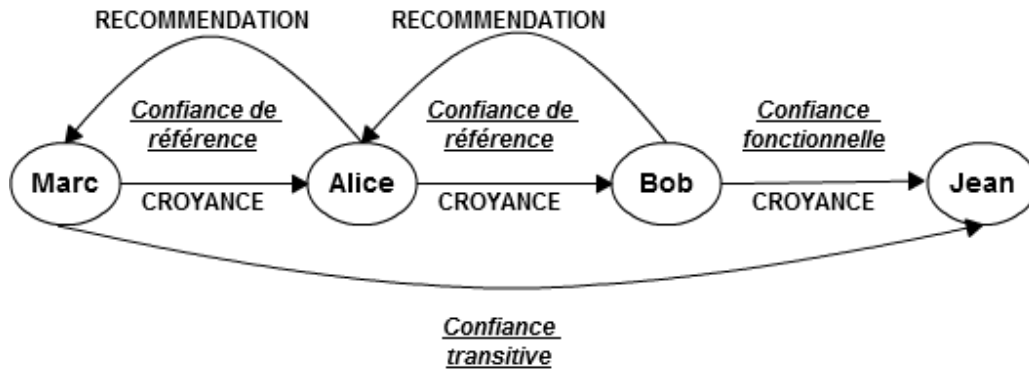 RECOMMENDATION RECOMMENDATION
Confiance de référence Confiance de référence Confiance fonctionnelle
Marc Alice Bob Jean
CROYANCE CROYANCE CROYANCE
Confiance
transitive